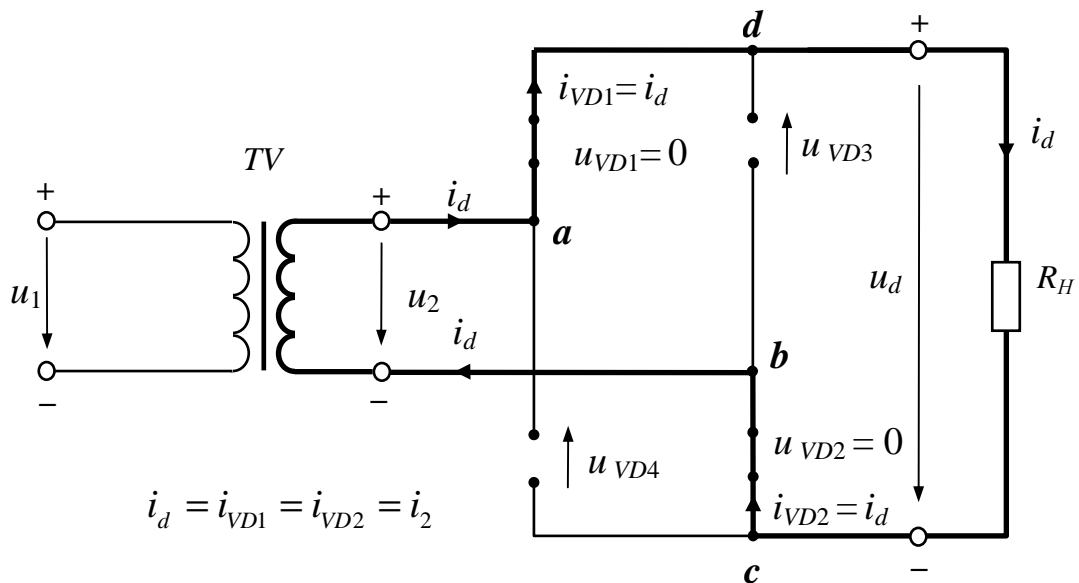 d
+
i_VD1 = i_d
u_VD1 = 0
u_VD3
i_d
TV
+
+
i_d
a
u_1
u_2
u_d
R_H
i_d
b
−
−
u_VD2 = 0
u_VD4
i_d = i_VD1 = i_VD2 = i_2
i_VD2 = i_d
c
−